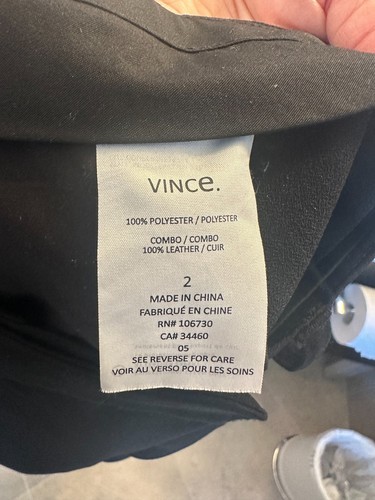 VINCe.
100% POLYESTER / POLYESTER
COMBO / COMBO
100% LEATHER / CUIR
2
MADE IN CHINA
FABRIQUÉ EN CHINE
RN# 106730
CA# 34460
05
SEE REVERSE FOR CARE
VOIR AU VERSO POUR LES SOINS